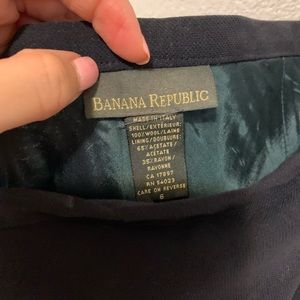 BANANA REPUBLIC
MADE IN ITALY
SHELL/EXTÉRIEUR:
100%WOOL/LAINE
LINING/DOUBLURE:
65%ACETATE/
ACETATE
35%RAYON/
RAYONNE
CA 17897
RN 54023
CARE ON REVERSE
6